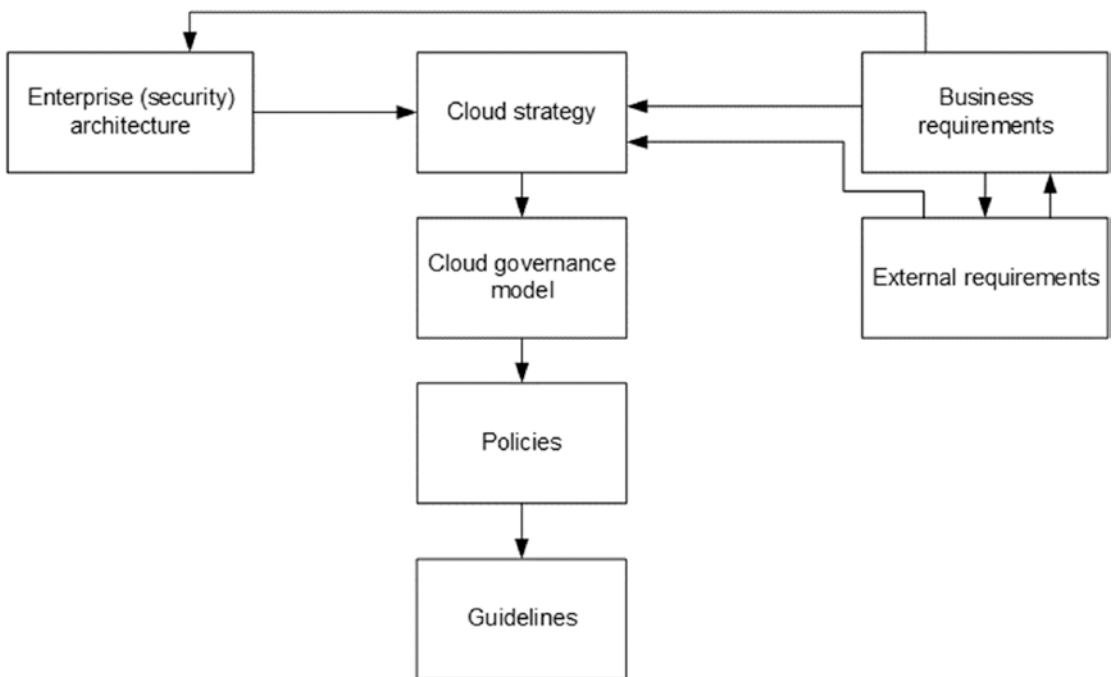 Enterprise (security)
architecture
Cloud strategy
Business
requirements
Cloud governance
model
External requirements
Policies
Guidelines